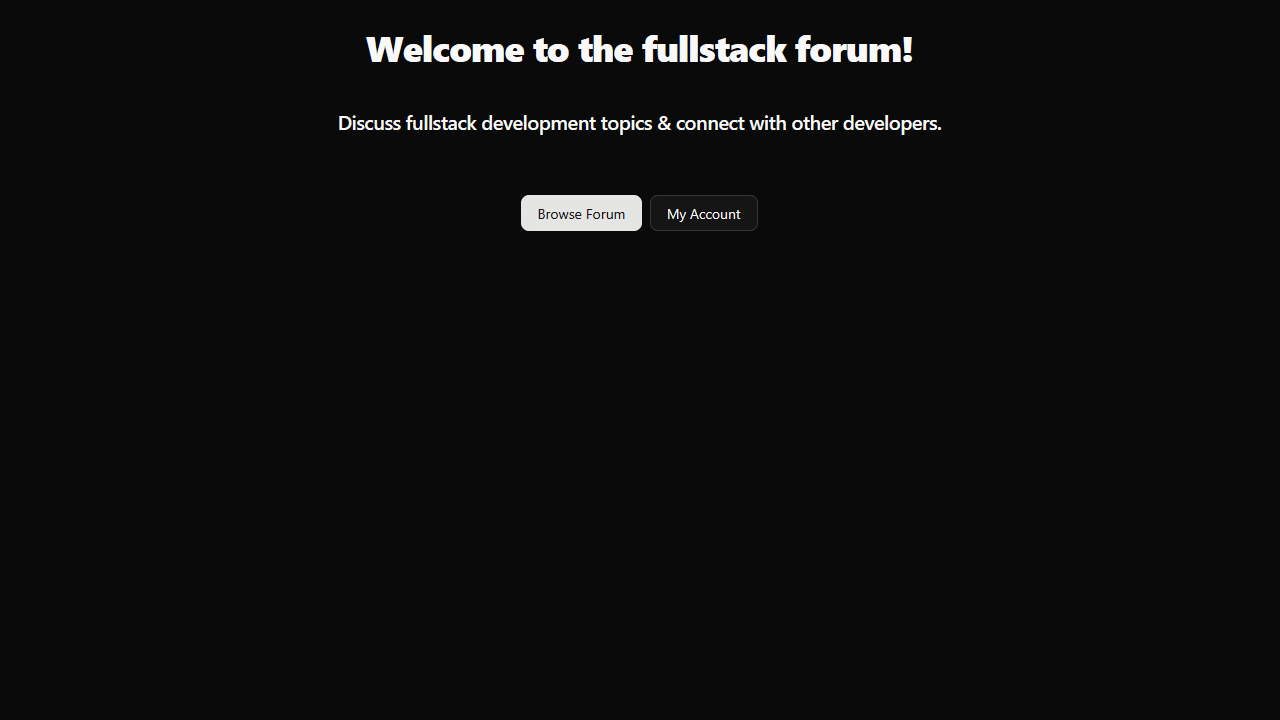 Welcome to the fullstack forum!
Discuss fullstack development topics & connect with other developers.
Browse Forum
My Account